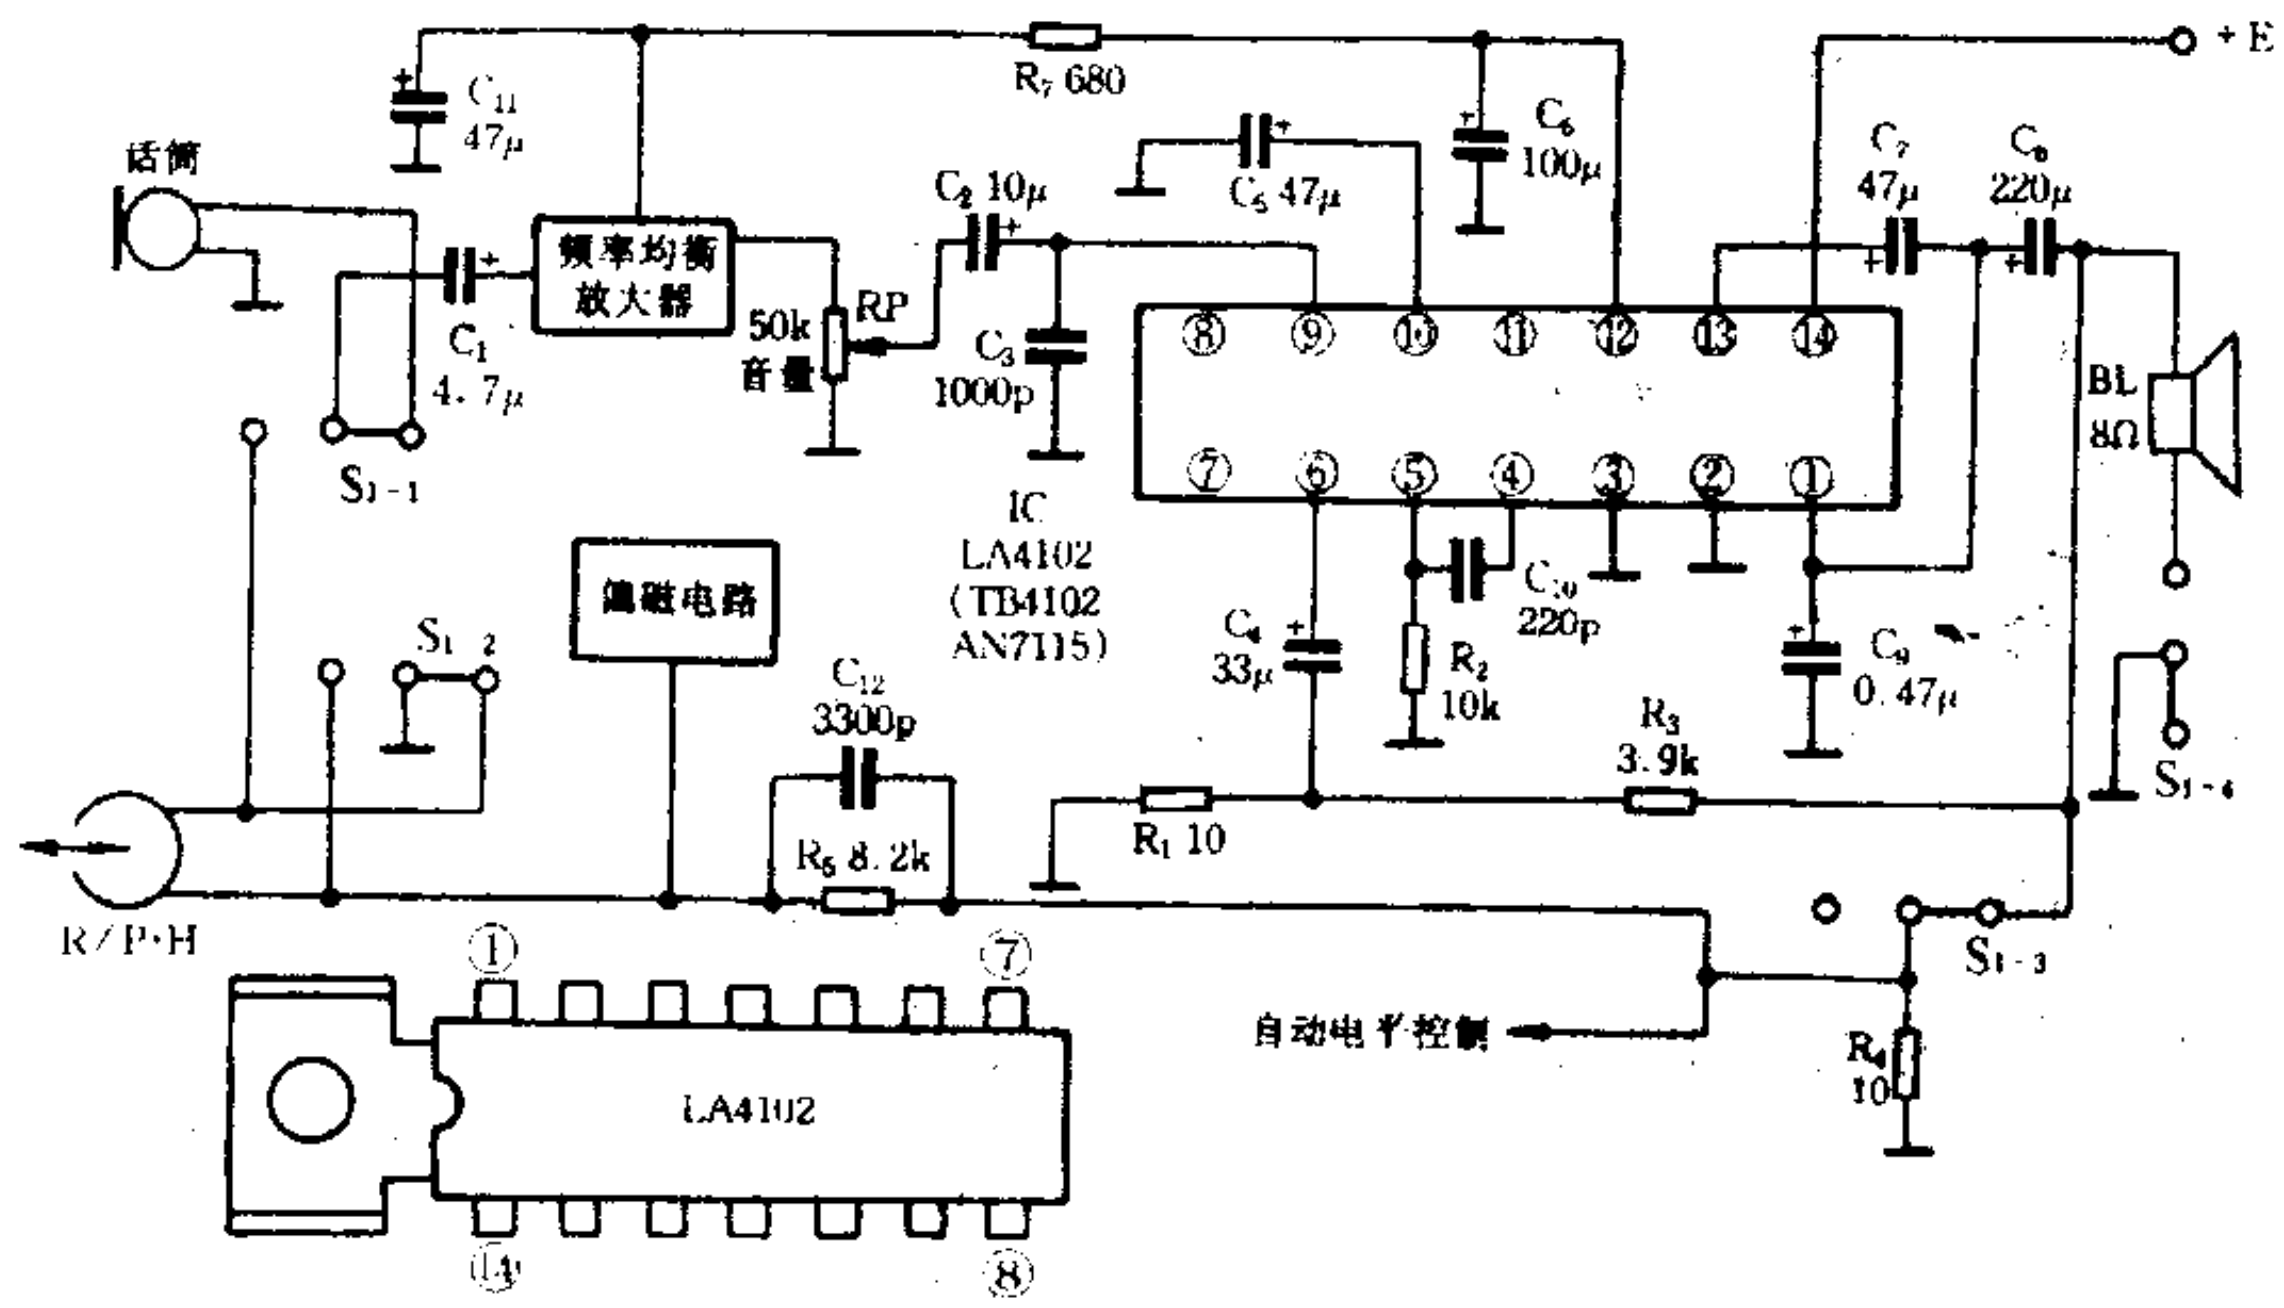 +E
R₇ 680
C₁₁
47μ
C₆
100μ
C₇
47μ
220μ
话筒
C₂ 10μ
C₅ 47μ
频率均衡
放大器
RP
50k
音量
C₁
4.7μ
C₃
1000p
⑧ ⑨ ⑩ ⑪ ⑫ ⑬ ⑭
⑦ ⑥ ⑤ ④ ③ ② ①
BL
8Ω
S₁₋₁
IC
LA4102
(TB4102
AN7115)
C₁₀
220p
电路
S₁ ₂
C₁₂
3300p
C₄
33μ
R₂
10k
C₉
0.47μ
R₃
3.9k
S₁₋₄
R₁ 10
R₅ 8.2k
R/P·H
S₁₋₃
自动电平控制
R₄
10
① ⑦
LA4102
⑭ ⑧